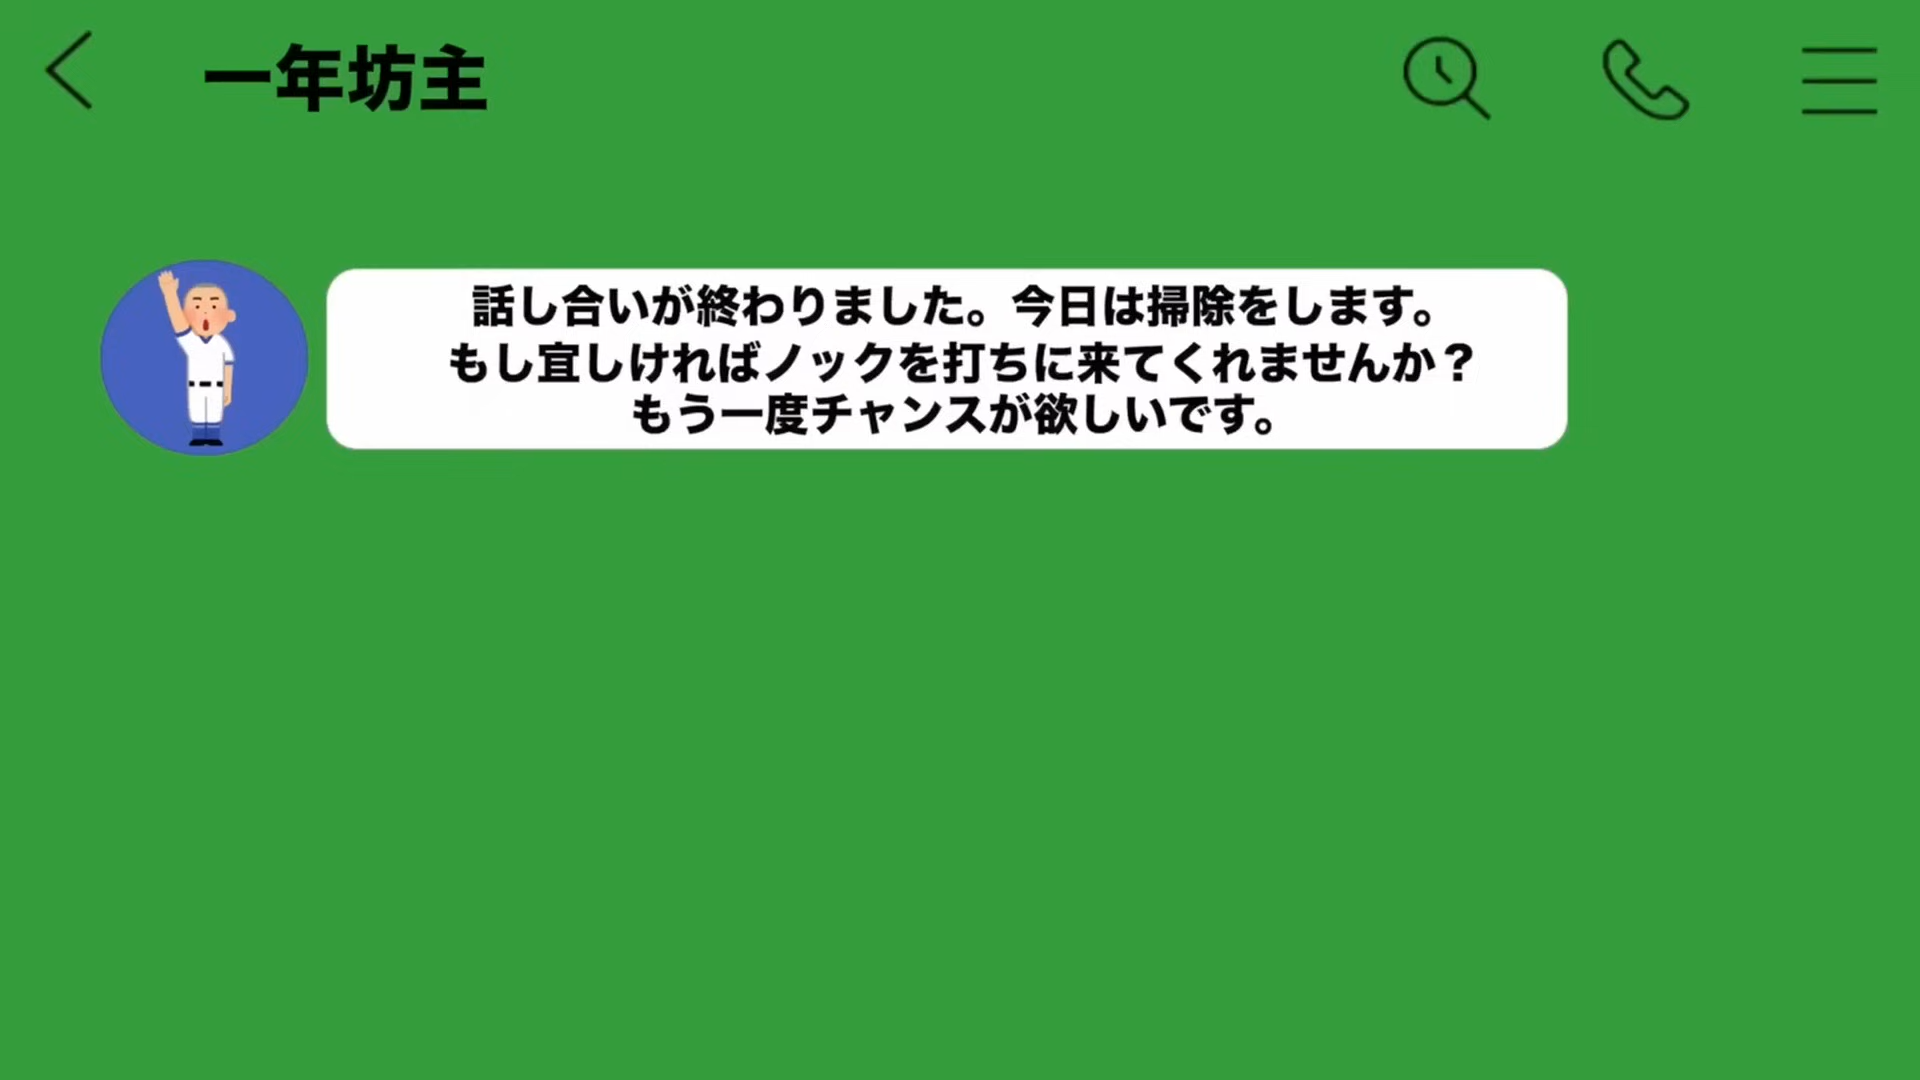 一年坊主
話し合いが終わりました。今日は掃除をします。
もし宜しければノックを打ちに来てくれませんか？
もう一度チャンスが欲しいです。